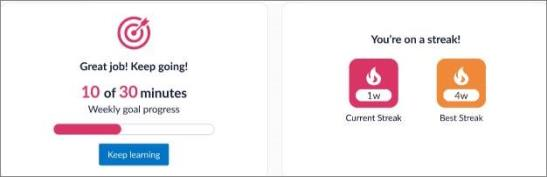 Great job! Keep going!
10 of 30 minutes
Weekly goal progress
Keep learning
You're on a streak!
1w
4w
Current Streak
Best Streak